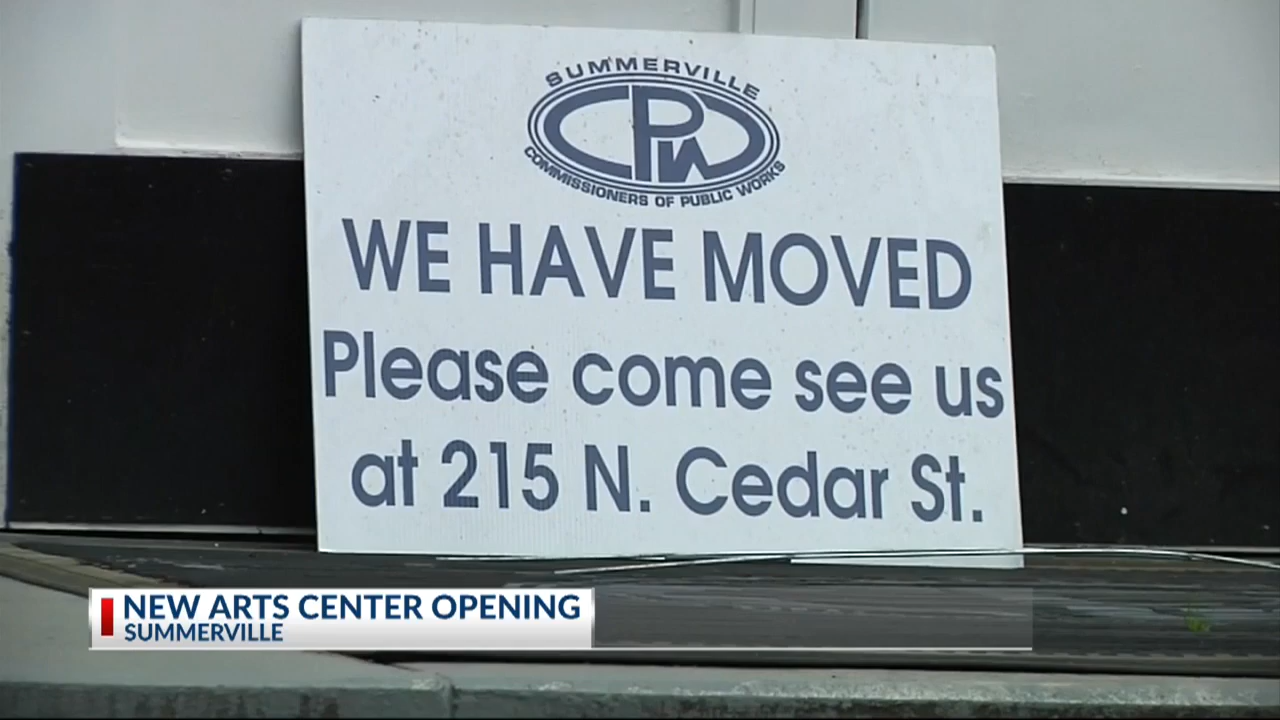 SUMMERVILLE
CPW
COMMISSIONERS OF PUBLIC WORKS
WE HAVE MOVED
Please come see us
at 215 N. Cedar St.
NEW ARTS CENTER OPENING
SUMMERVILLE